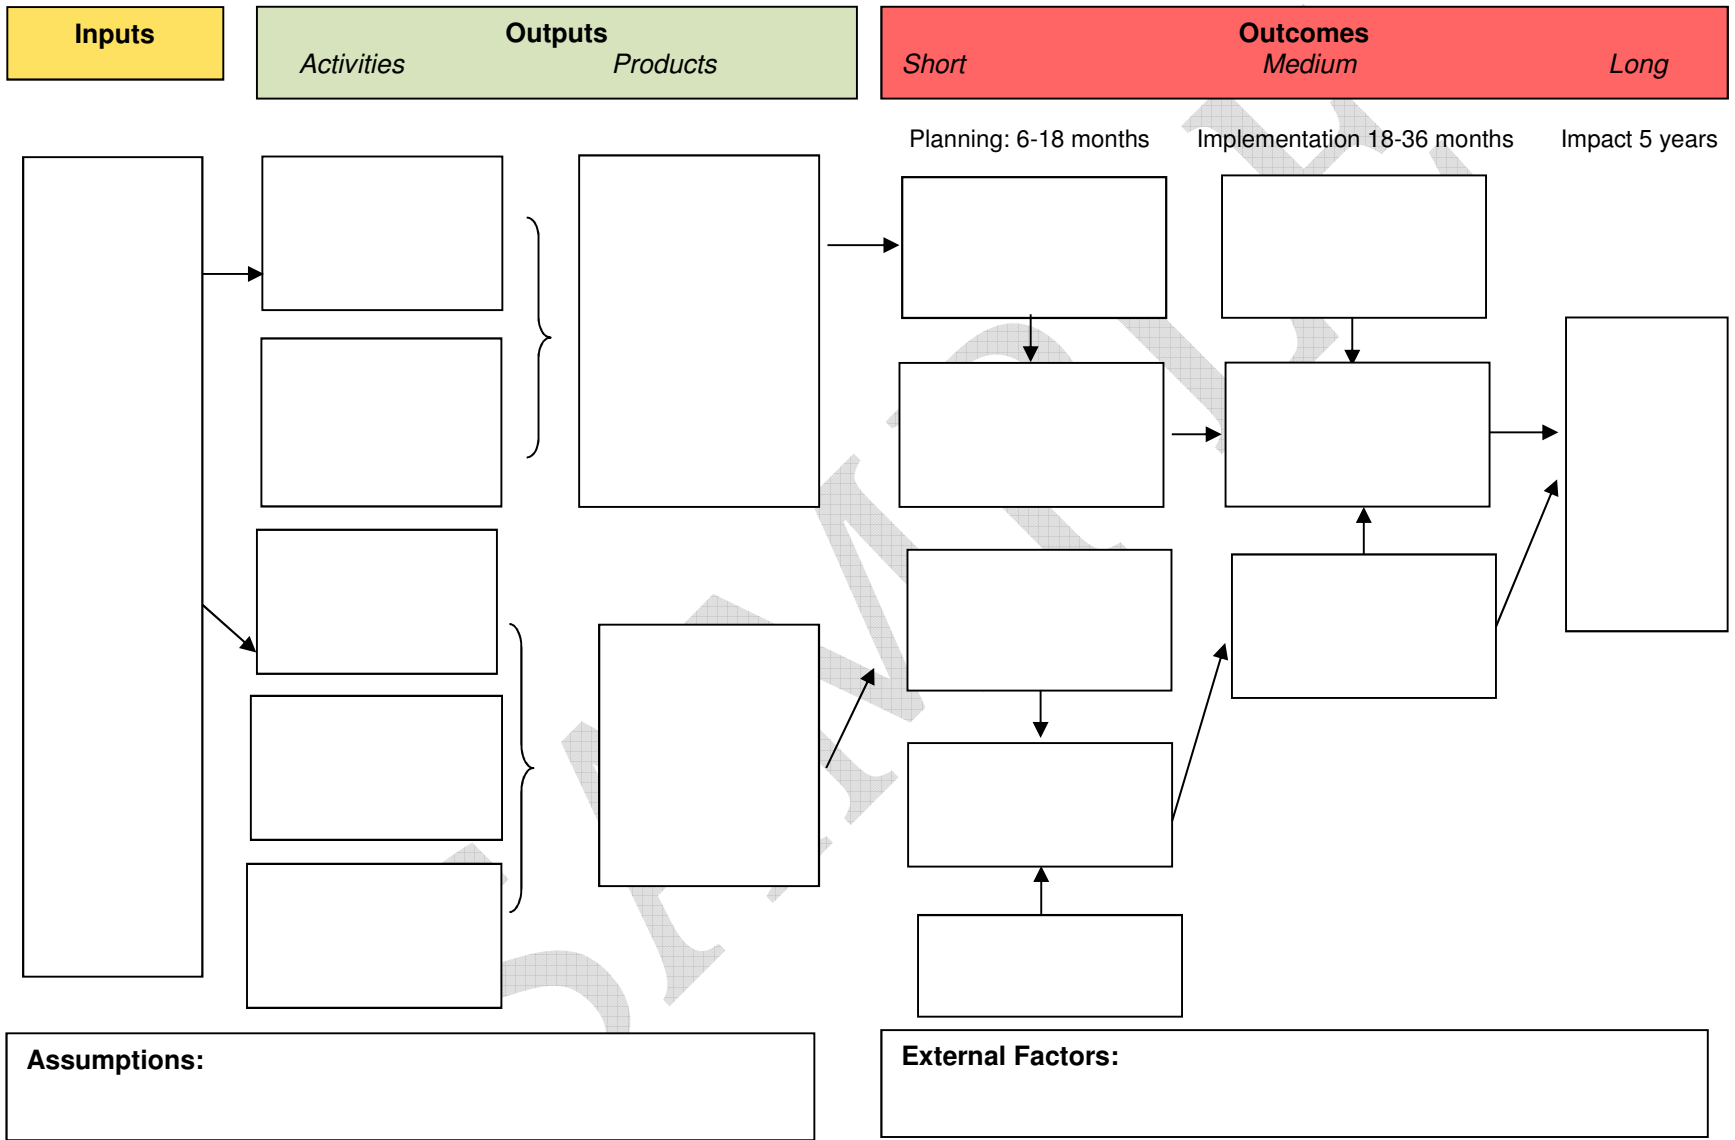 Inputs
Outputs
Activities Products
Outcomes
Short Medium Long
Planning: 6-18 months Implementation 18-36 months Impact 5 years
SAMPLE
Assumptions:
External Factors: